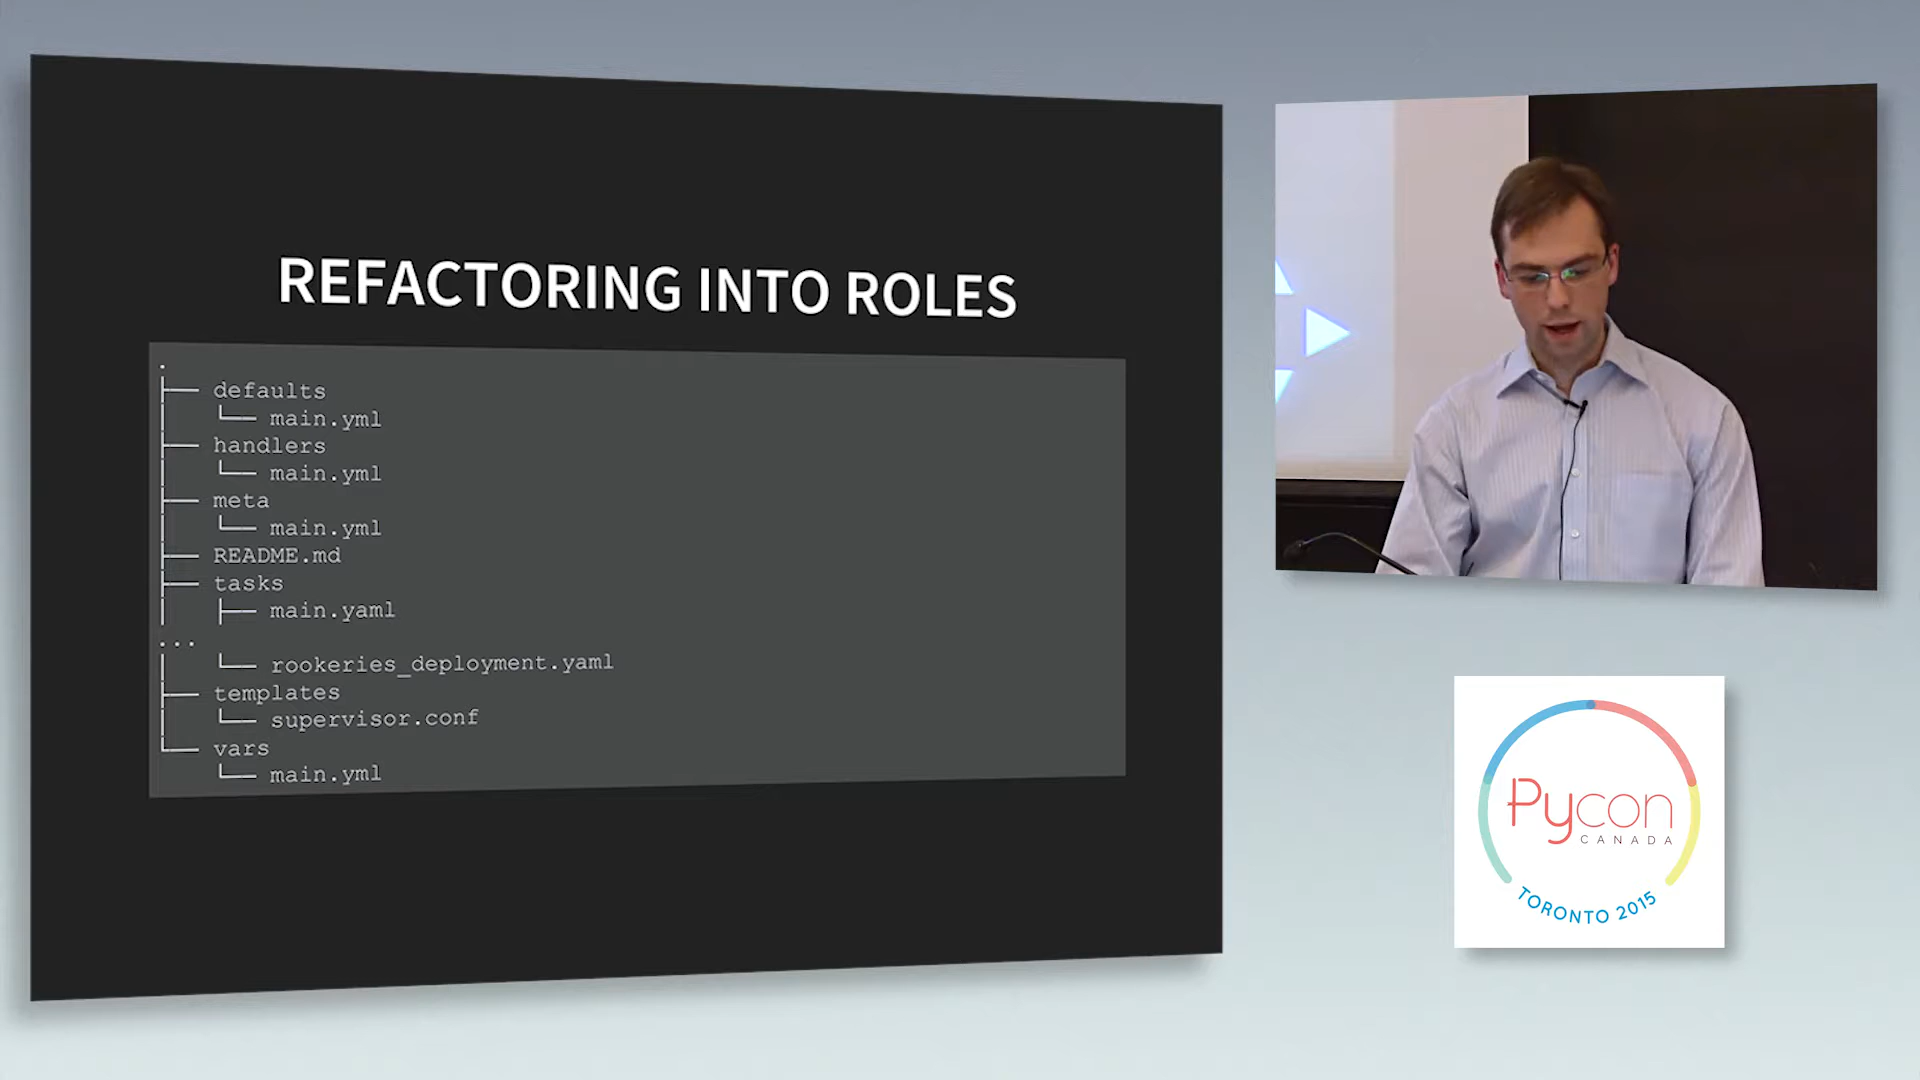 REFACTORING INTO ROLES
.
├── defaults
│   └── main.yml
├── handlers
│   └── main.yml
├── meta
│   └── main.yml
├── README.md
├── tasks
│   ├── main.yaml
...
│   └── rookeries_deployment.yaml
├── templates
│   └── supervisor.conf
└── vars
    └── main.yml
Pycon
CANADA
TORONTO 2015